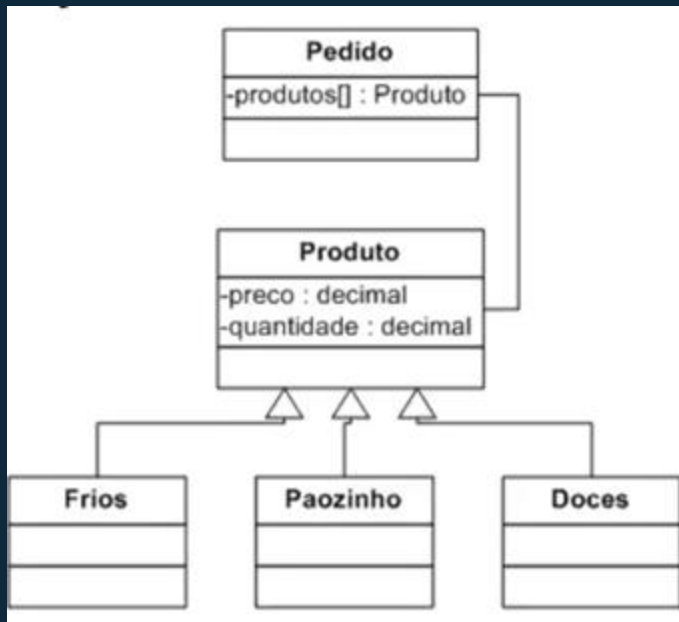 Pedido
-produtos[] : Produto
Produto
-preco : decimal
-quantidade : decimal
Frios
Paozinho
Doces